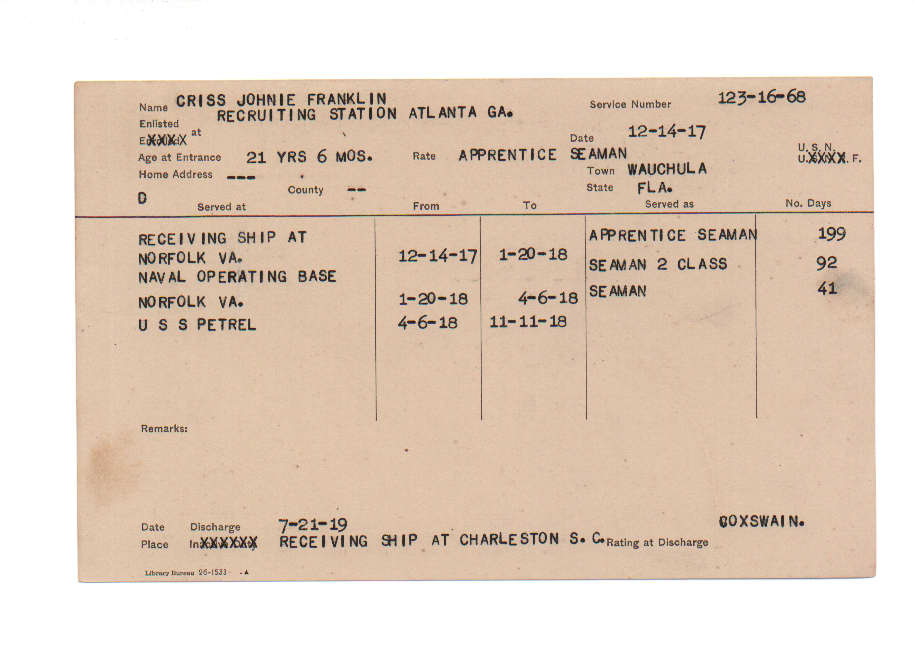 Name CRISS JOHNIE FRANKLIN Service Number 123-16-68
Enlisted at RECRUITING STATION ATLANTA GA. Date 12-14-17
Age at Entrance 21 YRS 6 MOS. Rate APPRENTICE SEAMAN U. S. N.
Home Address --- Town WAUCHULA
County -- State FLA.
D
Served at From To Served as No. Days
RECEIVING SHIP AT APPRENTICE SEAMAN 199
NORFOLK VA. 12-14-17 1-20-18 SEAMAN 2 CLASS 92
NAVAL OPERATING BASE
NORFOLK VA. 1-20-18 4-6-18 SEAMAN 41
U S S PETREL 4-6-18 11-11-18
Remarks:
Date Discharge 7-21-19 COXSWAIN.
Place RECEIVING SHIP AT CHARLESTON S. C. Rating at Discharge
Library Bureau 26-1533 -A